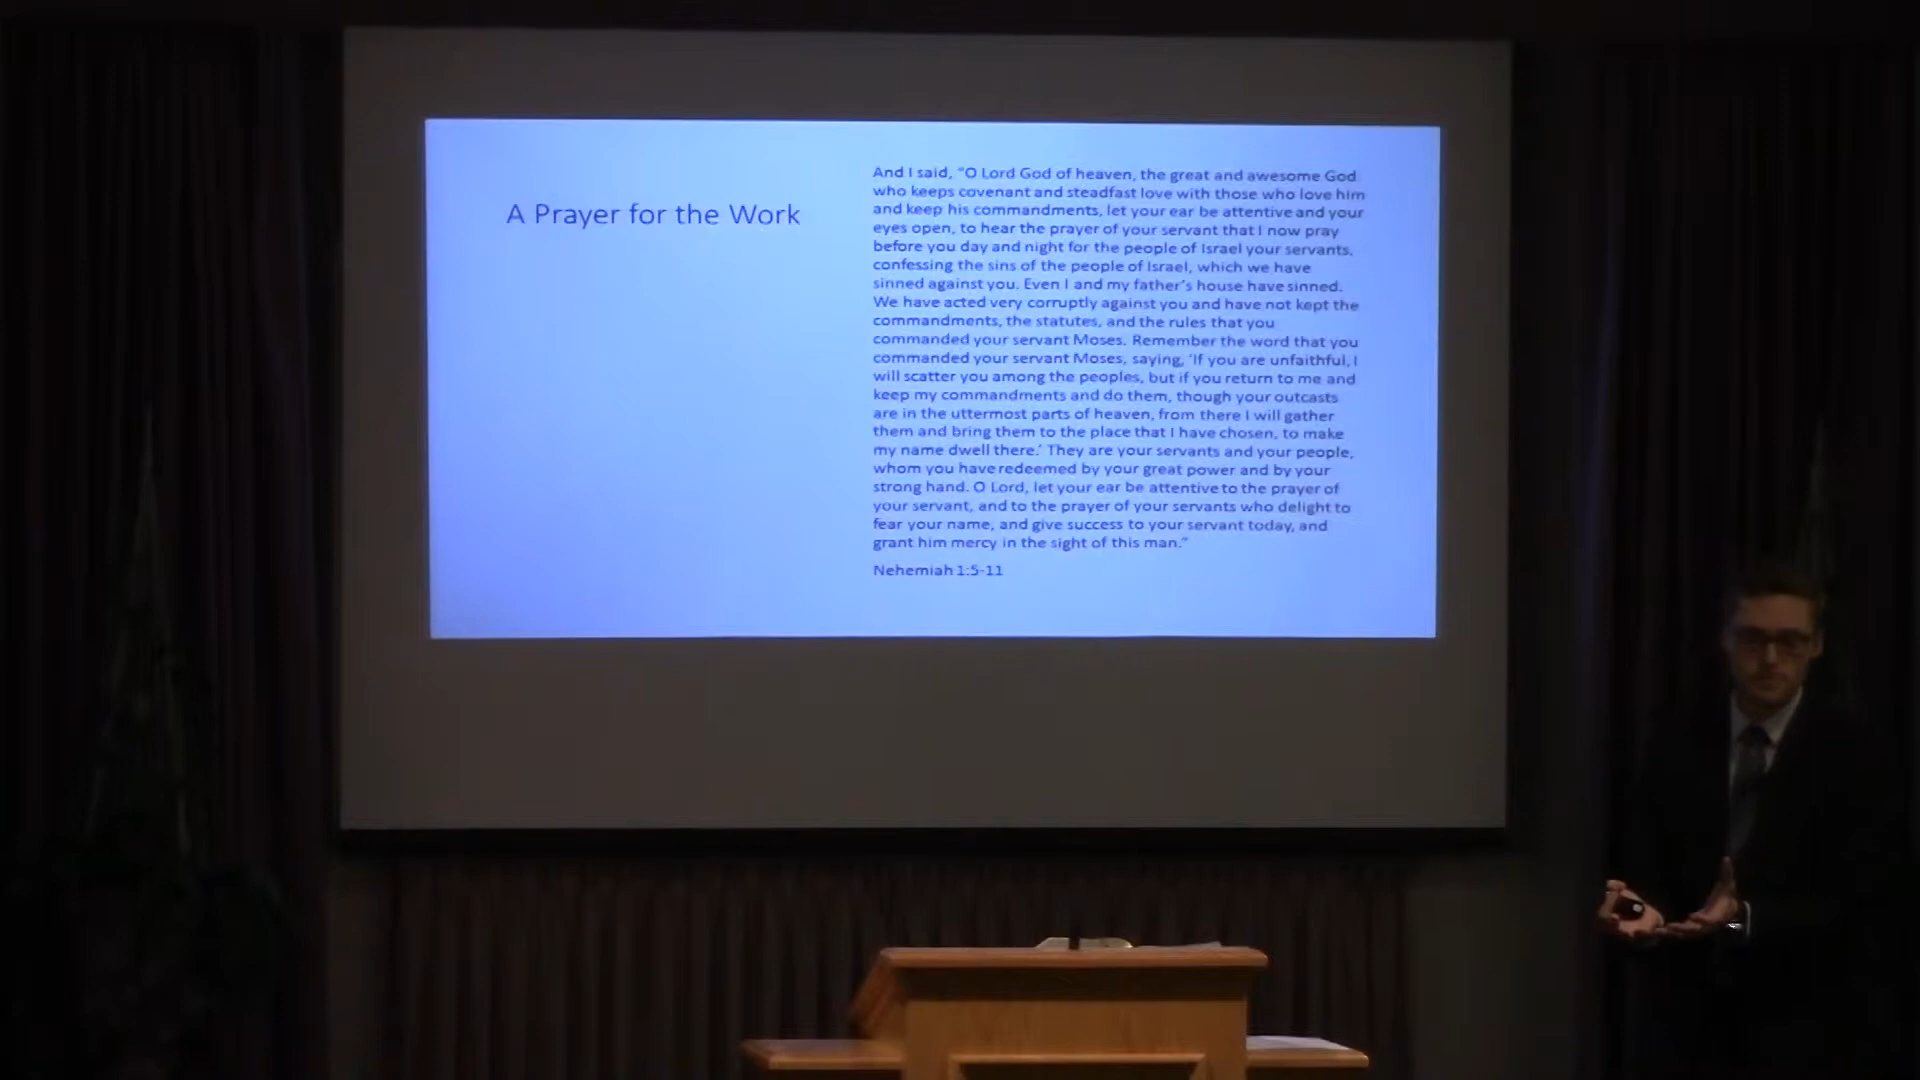 A Prayer for the Work
And I said, "O Lord God of heaven, the great and awesome God
who keeps covenant and steadfast love with those who love him
and keep his commandments, let your ear be attentive and your
eyes open, to hear the prayer of your servant that I now pray
before you day and night for the people of Israel your servants,
confessing the sins of the people of Israel, which we have
sinned against you. Even I and my father's house have sinned.
We have acted very corruptly against you and have not kept the
commandments, the statutes, and the rules that you
commanded your servant Moses. Remember the word that you
commanded your servant Moses, saying, 'If you are unfaithful, I
will scatter you among the peoples, but if you return to me and
keep my commandments and do them, though your outcasts
are in the uttermost parts of heaven, from there I will gather
them and bring them to the place that I have chosen, to make
my name dwell there.' They are your servants and your people,
whom you have redeemed by your great power and by your
strong hand. O Lord, let your ear be attentive to the prayer of
your servant, and to the prayer of your servants who delight to
fear your name, and give success to your servant today, and
grant him mercy in the sight of this man."
Nehemiah 1:5-11